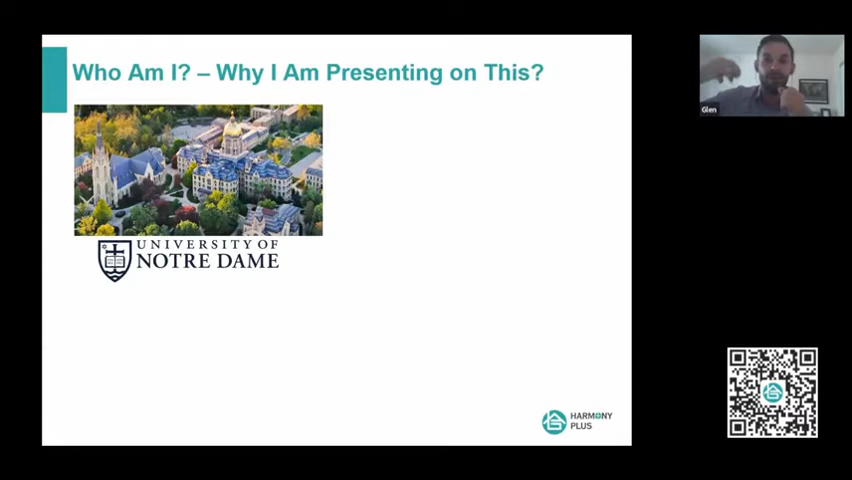 Who Am I? – Why I Am Presenting on This?
Glen
UNIVERSITY OF
NOTRE DAME
HARMONY
PLUS